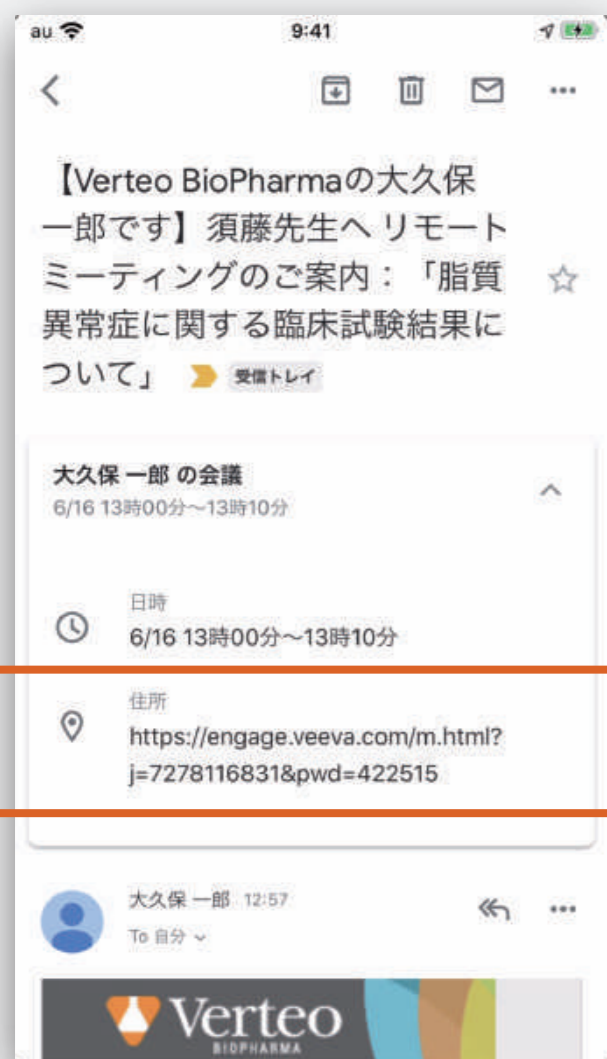 au 9:41
【Verteo BioPharmaの大久保
一郎です】須藤先生へ リモート
ミーティングのご案内：「脂質
異常症に関する臨床試験結果に
ついて」 受信トレイ
大久保 一郎 の会議
6/16 13時00分～13時10分
日時
6/16 13時00分～13時10分
住所
https://engage.veeva.com/m.html?
j=7278116831&pwd=422515
大久保 一郎 12:57
To 自分
Verteo
BIOPHARMA